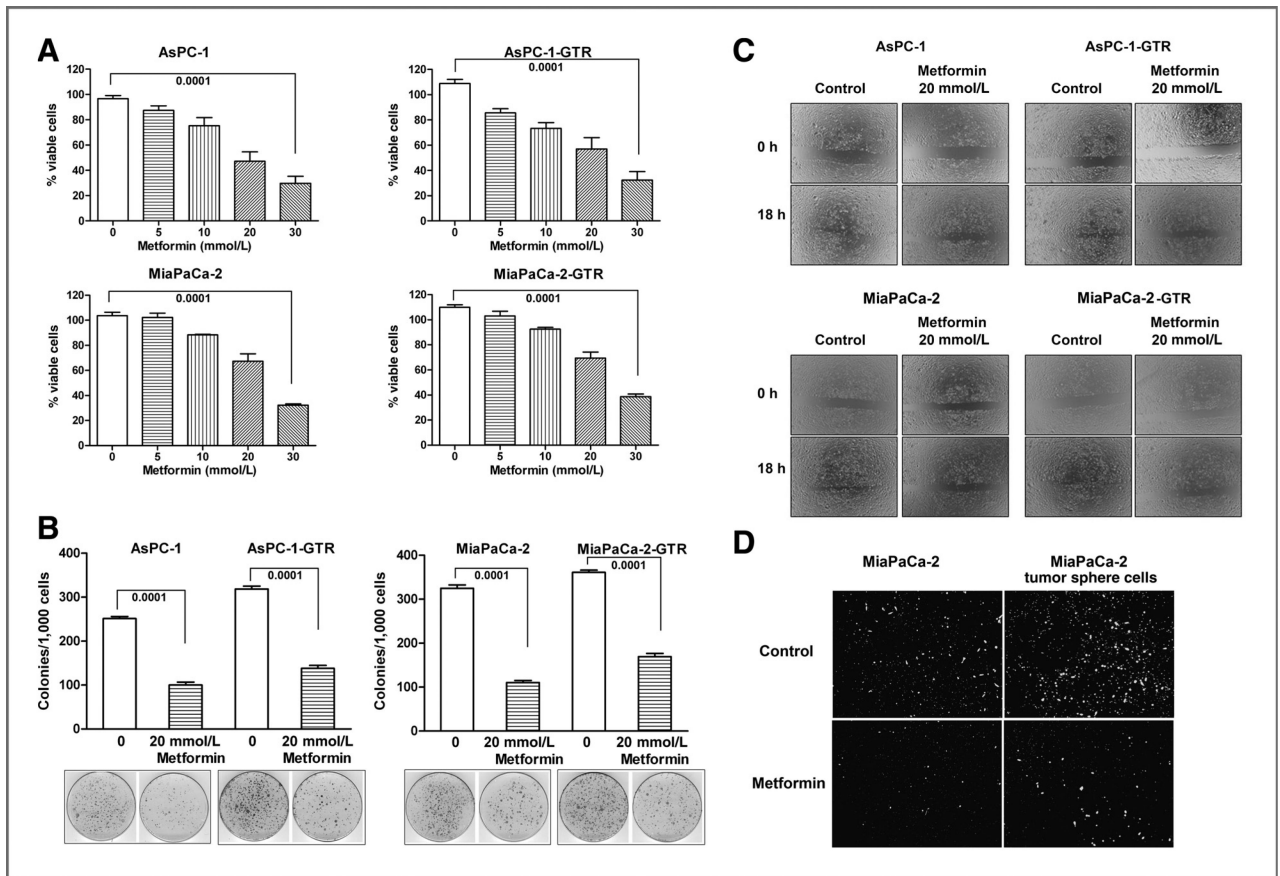 A
AsPC-1
0.0001
120
100
80
60
40
20
0
% viable cells
0 5 10 20 30
Metformin (mmol/L)
AsPC-1-GTR
0.0001
120
100
80
60
40
20
0
% viable cells
0 5 10 20 30
Metformin (mmol/L)
MiaPaCa-2
0.0001
120
100
80
60
40
20
0
% viable cells
0 5 10 20 30
Metformin (mmol/L)
MiaPaCa-2-GTR
0.0001
120
100
80
60
40
20
0
% viable cells
0 5 10 20 30
Metformin (mmol/L)
B
AsPC-1 AsPC-1-GTR
0.0001 0.0001
400
300
200
100
0
Colonies/1,000 cells
0 20 mmol/L 0 20 mmol/L
Metformin Metformin
MiaPaCa-2 MiaPaCa-2-GTR
0.0001 0.0001
400
300
200
100
0
Colonies/1,000 cells
0 20 mmol/L 0 20 mmol/L
Metformin Metformin
C
AsPC-1 AsPC-1-GTR
Control Metformin 20 mmol/L Control Metformin 20 mmol/L
0 h
18 h
MiaPaCa-2 MiaPaCa-2-GTR
Control Metformin 20 mmol/L Control Metformin 20 mmol/L
0 h
18 h
D
MiaPaCa-2 MiaPaCa-2
tumor sphere cells
Control
Metformin